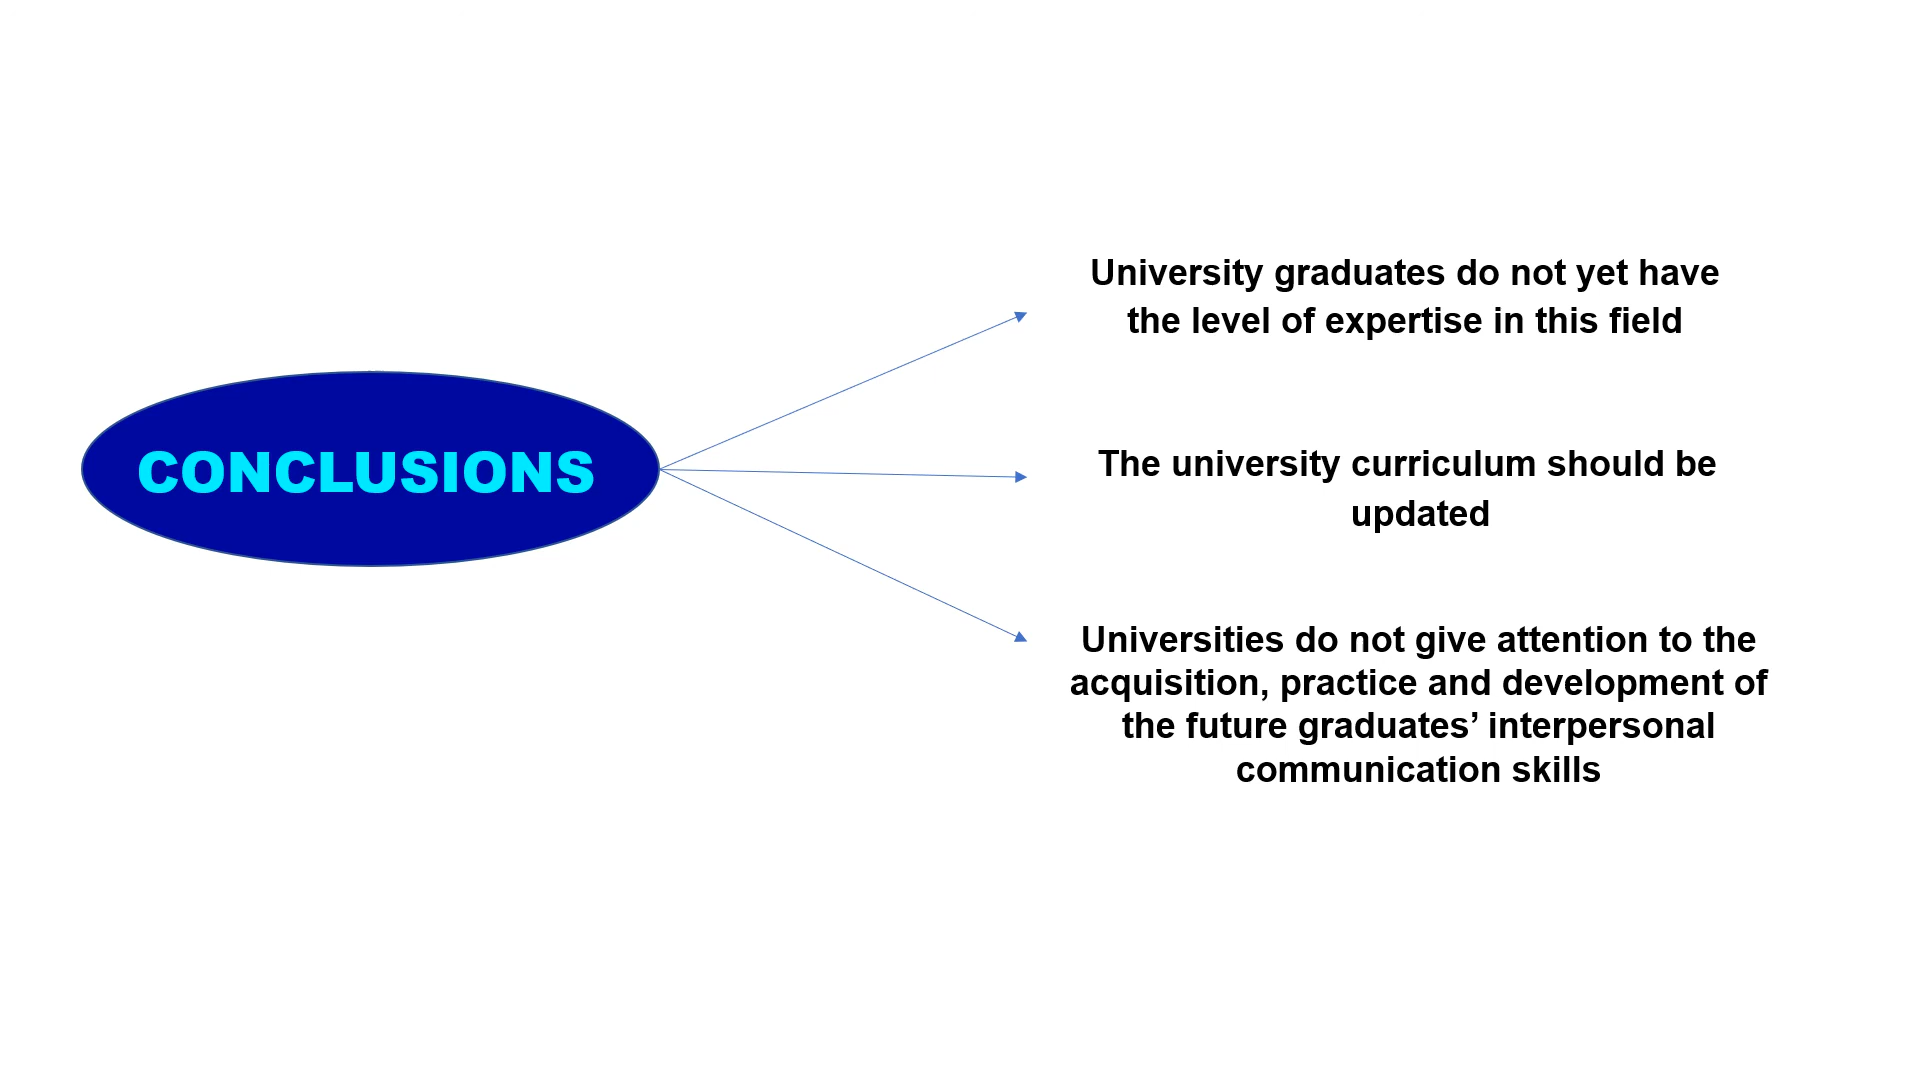 CONCLUSIONS
University graduates do not yet have
the level of expertise in this field
The university curriculum should be
updated
Universities do not give attention to the
acquisition, practice and development of
the future graduates’ interpersonal
communication skills